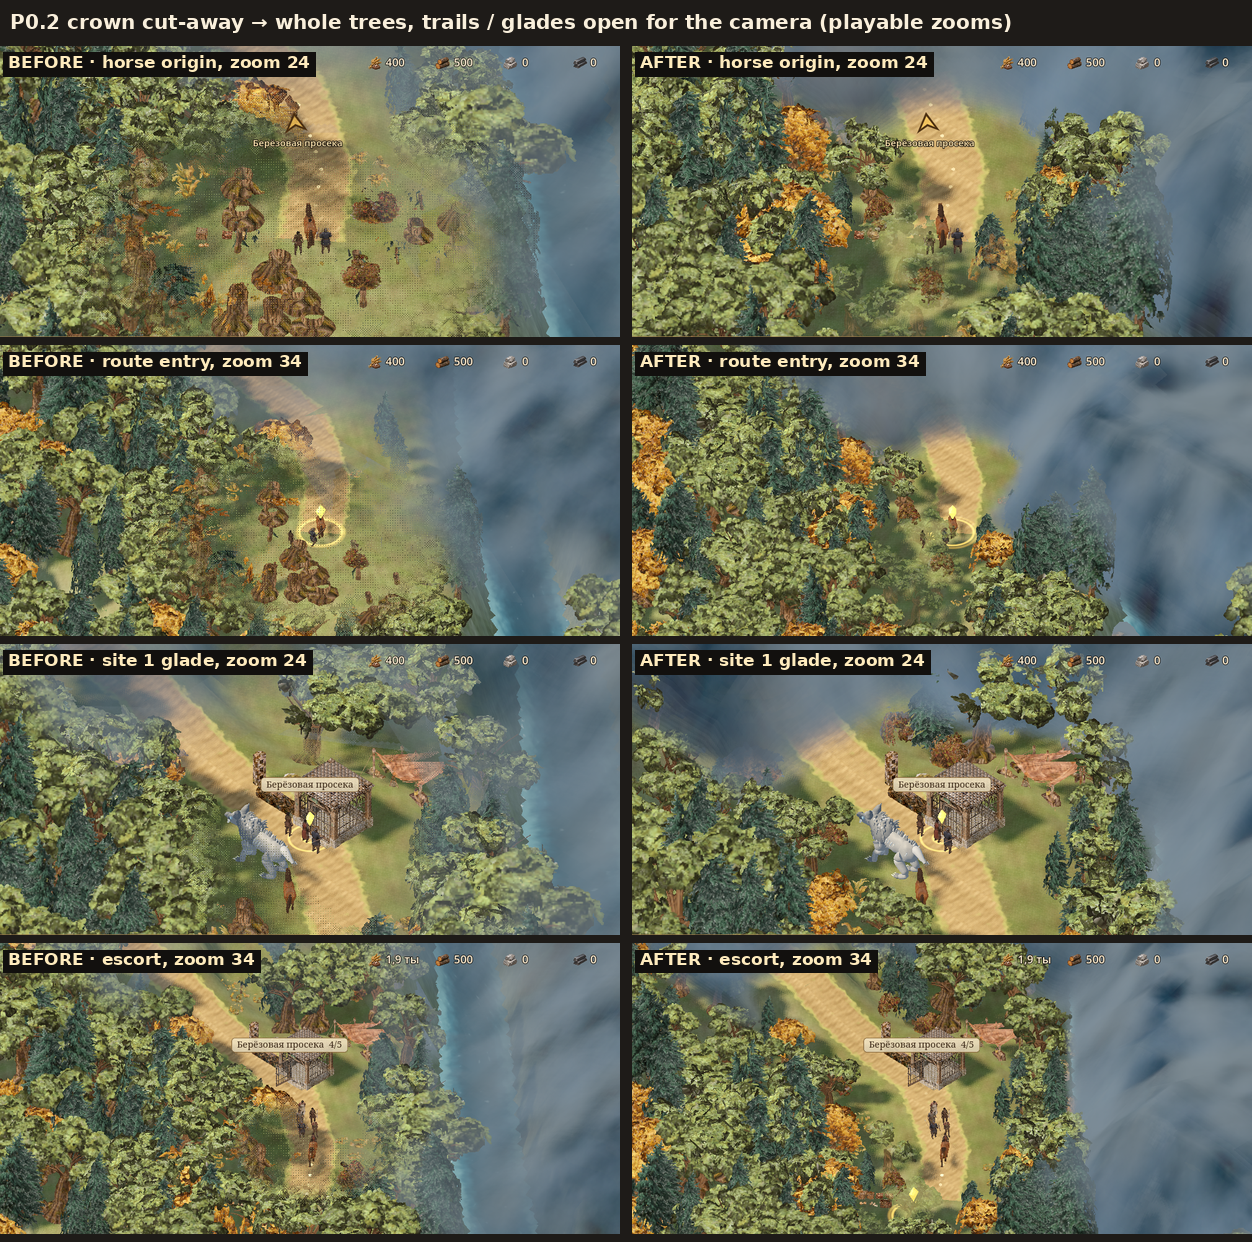 P0.2 crown cut-away → whole trees, trails / glades open for the camera (playable zooms)
BEFORE · horse origin, zoom 24
400 500 0 0
Берёзовая просека
AFTER · horse origin, zoom 24
400 500 0 0
Берёзовая просека
BEFORE · route entry, zoom 34
400 500 0 0
AFTER · route entry, zoom 34
400 500 0 0
BEFORE · site 1 glade, zoom 24
400 500 0 0
Берёзовая просека
AFTER · site 1 glade, zoom 24
400 500 0 0
Берёзовая просека
BEFORE · escort, zoom 34
1,9 ты 500 0 0
Берёзовая просека 4/5
AFTER · escort, zoom 34
1,9 ты 500 0 0
Берёзовая просека 4/5